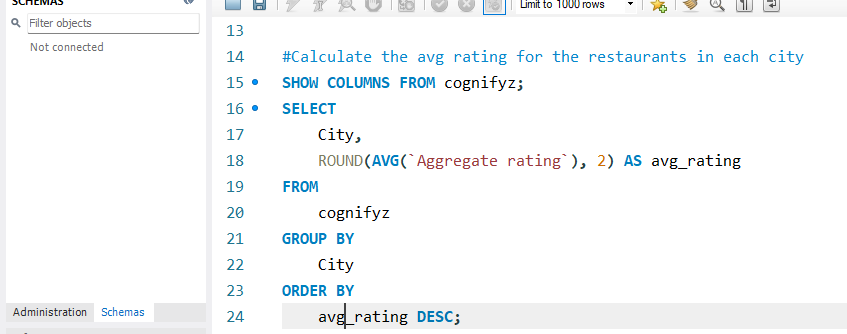 SCHEMAS
Filter objects
Not connected
Limit to 1000 rows
13
14 #Calculate the avg rating for the restaurants in each city
15 SHOW COLUMNS FROM cognifyz;
16 SELECT
17 City,
18 ROUND(AVG(`Aggregate rating`), 2) AS avg_rating
19 FROM
20 cognifyz
21 GROUP BY
22 City
23 ORDER BY
24 avg_rating DESC;
Administration Schemas